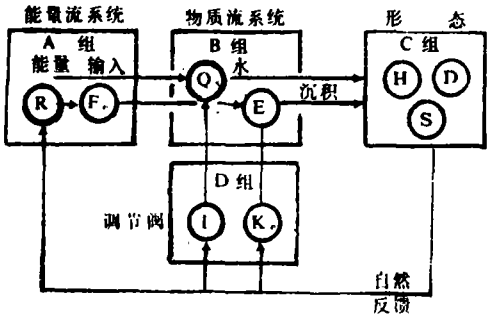 能量流系统 物质流系统 形 态
A 组 B 组 C 组
能量 输入 水
Q H D
R F E 沉积
S
D 组
调节阀 I K
自然
反馈